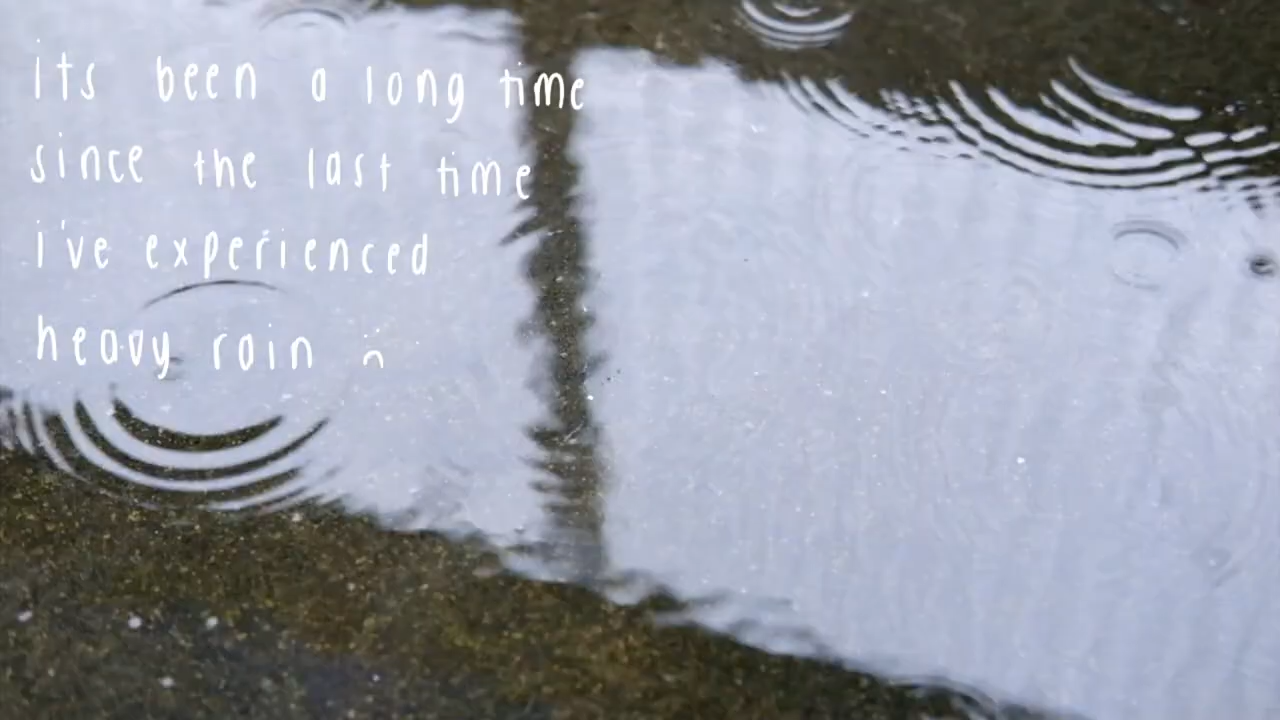 its been a long time
since the last time
i've experienced
heavy rain ..